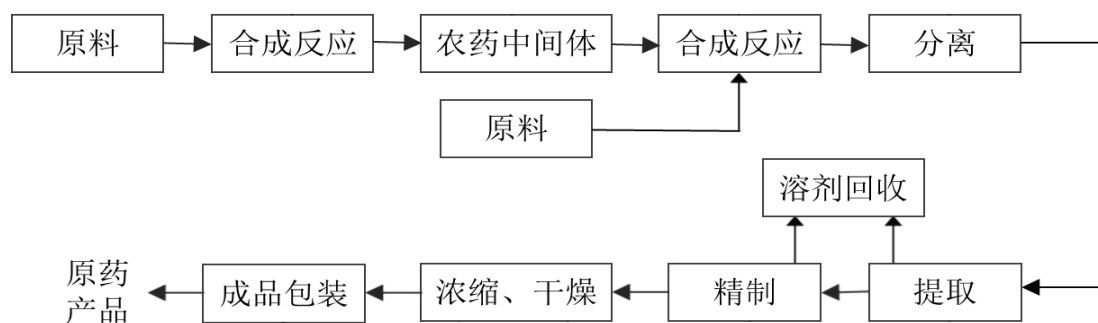 原料
合成反应
农药中间体
合成反应
分离
原料
溶剂回收
原药
产品
成品包装
浓缩、干燥
精制
提取